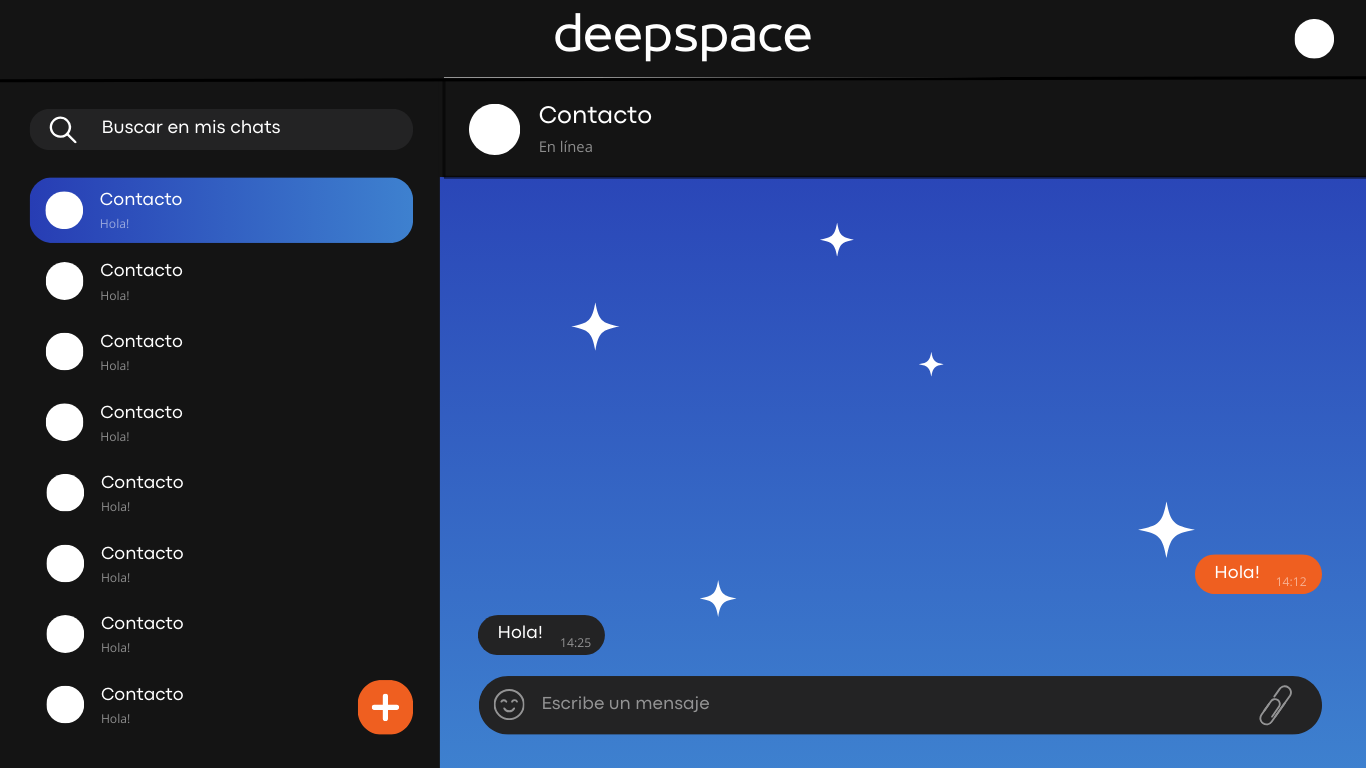 deepspace
Buscar en mis chats
Contacto
Hola!
Contacto
Hola!
Contacto
Hola!
Contacto
Hola!
Contacto
Hola!
Contacto
Hola!
Contacto
Hola!
Contacto
Hola!
Contacto
En línea
Hola! 14:12
Hola! 14:25
Escribe un mensaje